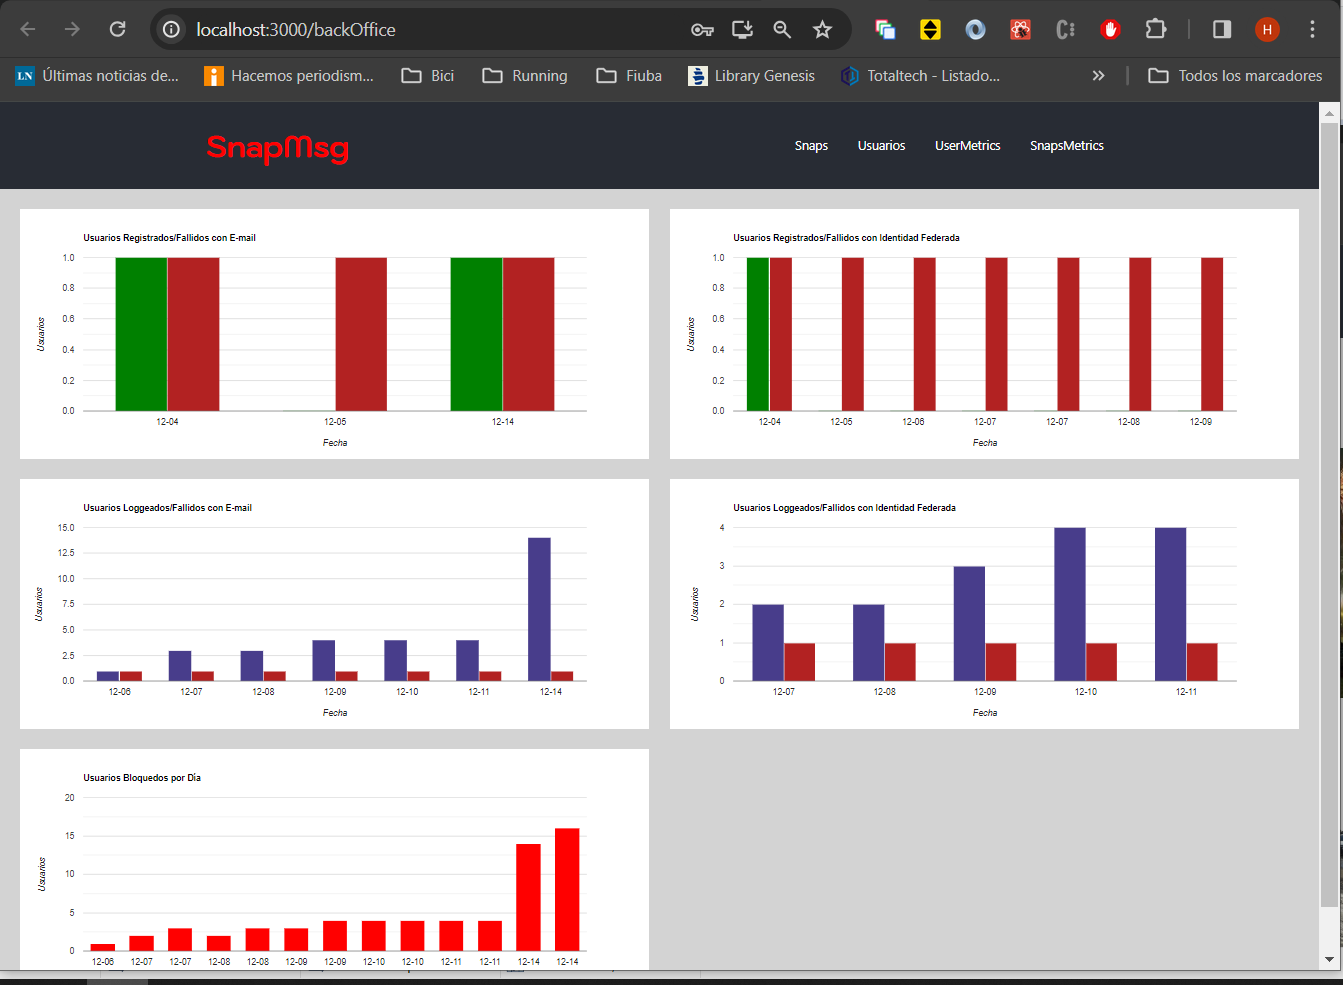 localhost:3000/backOffice
H
LN Últimas noticias de...
Hacemos periodism...
Bici
Running
Fiuba
Library Genesis
Totaltech - Listado...
»
Todos los marcadores
SnapMsg
Snaps
Usuarios
UserMetrics
SnapsMetrics
Usuarios Registrados/Fallidos con E-mail
1.0
0.8
0.6
0.4
0.2
0.0
Usuarios
12-04 12-05 12-14
Fecha
Usuarios Registrados/Fallidos con Identidad Federada
1.0
0.8
0.6
0.4
0.2
0.0
Usuarios
12-04 12-05 12-06 12-07 12-07 12-08 12-09
Fecha
Usuarios Loggeados/Fallidos con E-mail
15.0
12.5
10.0
7.5
5.0
2.5
0.0
Usuarios
12-06 12-07 12-08 12-09 12-10 12-11 12-14
Fecha
Usuarios Loggeados/Fallidos con Identidad Federada
4
3
2
1
0
Usuarios
12-07 12-08 12-09 12-10 12-11
Fecha
Usuarios Bloquedos por Dia
20
15
10
5
0
Usuarios
12-06 12-07 12-07 12-08 12-08 12-09 12-09 12-10 12-10 12-11 12-11 12-14 12-14